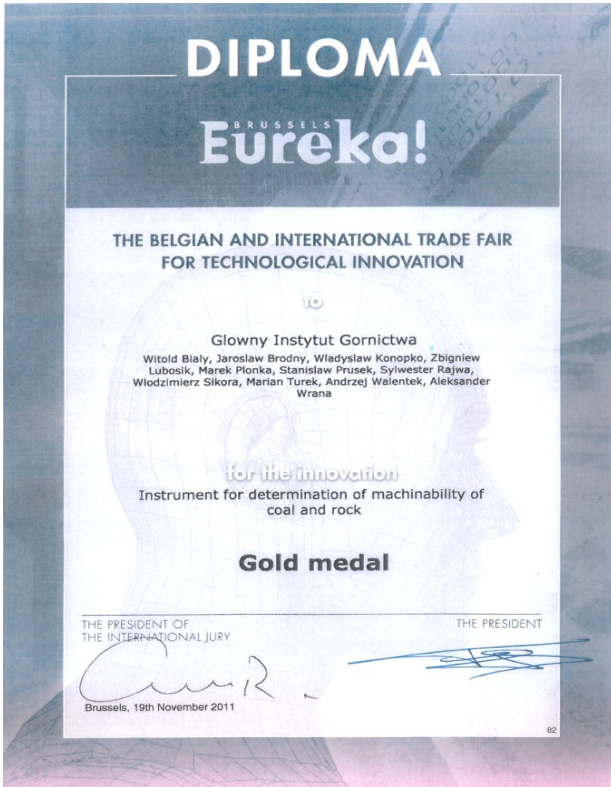 DIPLOMA
BRUSSELS
Eureka!
THE BELGIAN AND INTERNATIONAL TRADE FAIR
FOR TECHNOLOGICAL INNOVATION
to
Glowny Instytut Gornictwa
Witold Bialy, Jaroslaw Brodny, Wladyslaw Konopko, Zbigniew
Lubosik, Marek Plonka, Stanislaw Prusek, Sylwester Rajwa,
Wlodzimierz Sikora, Marian Turek, Andrzej Walentek, Aleksander
Wrana
for the innovation
Instrument for determination of machinability of
coal and rock
Gold medal
THE PRESIDENT OF
THE INTERNATIONAL JURY
THE PRESIDENT
Brussels, 19th November 2011
B2